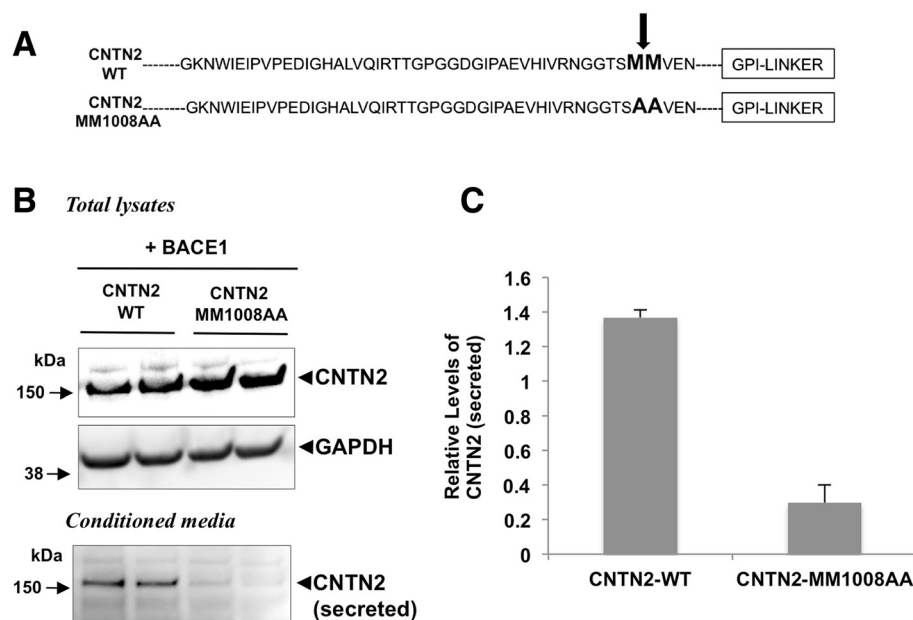 A
CNTN2 WT -------GKNWIEIPVPEDIGHALVQIRTTGPGGDGIPAEVHIVRNGGTSMMVEN----- GPI-LINKER
CNTN2 MM1008AA -------GKNWIEIPVPEDIGHALVQIRTTGPGGDGIPAEVHIVRNGGTSAAVEN----- GPI-LINKER
B
Total lysates
+ BACE1
CNTN2 WT
CNTN2 MM1008AA
kDa
150
CNTN2
GAPDH
38
Conditioned media
kDa
150
CNTN2 (secreted)
C
Relative Levels of CNTN2 (secreted)
1.6
1.4
1.2
1
0.8
0.6
0.4
0.2
0
CNTN2-WT
CNTN2-MM1008AA